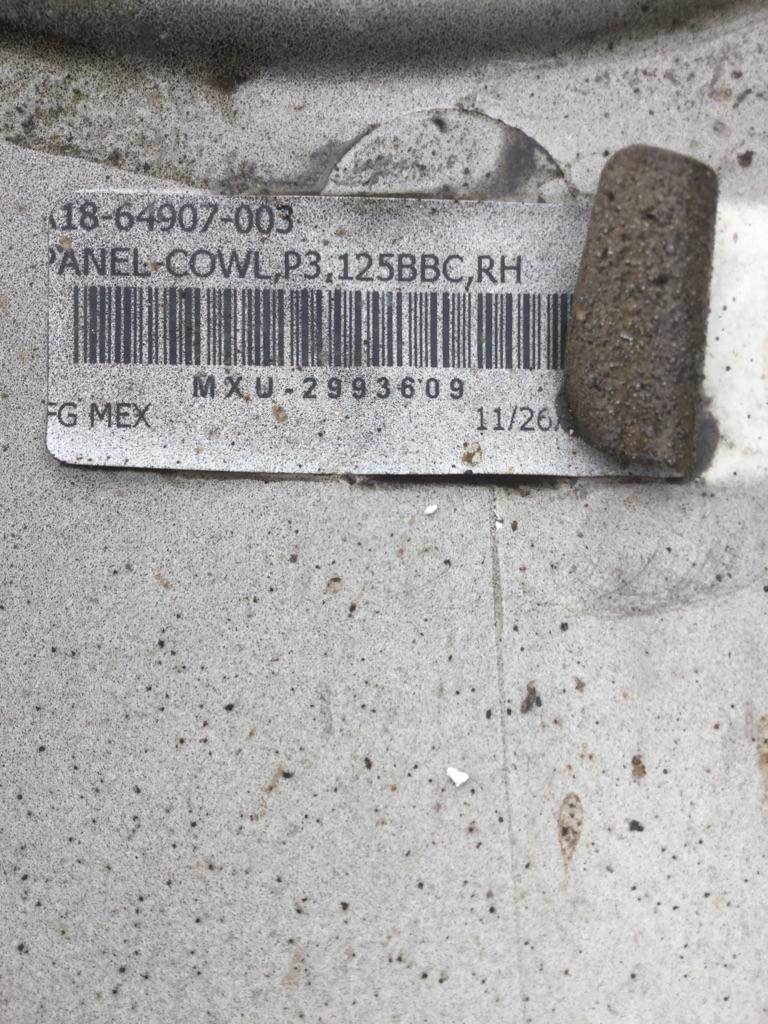 18-64907-003
PANEL-COWL,P3,125BBC,RH
MXU-2993609
FG MEX
11/26/